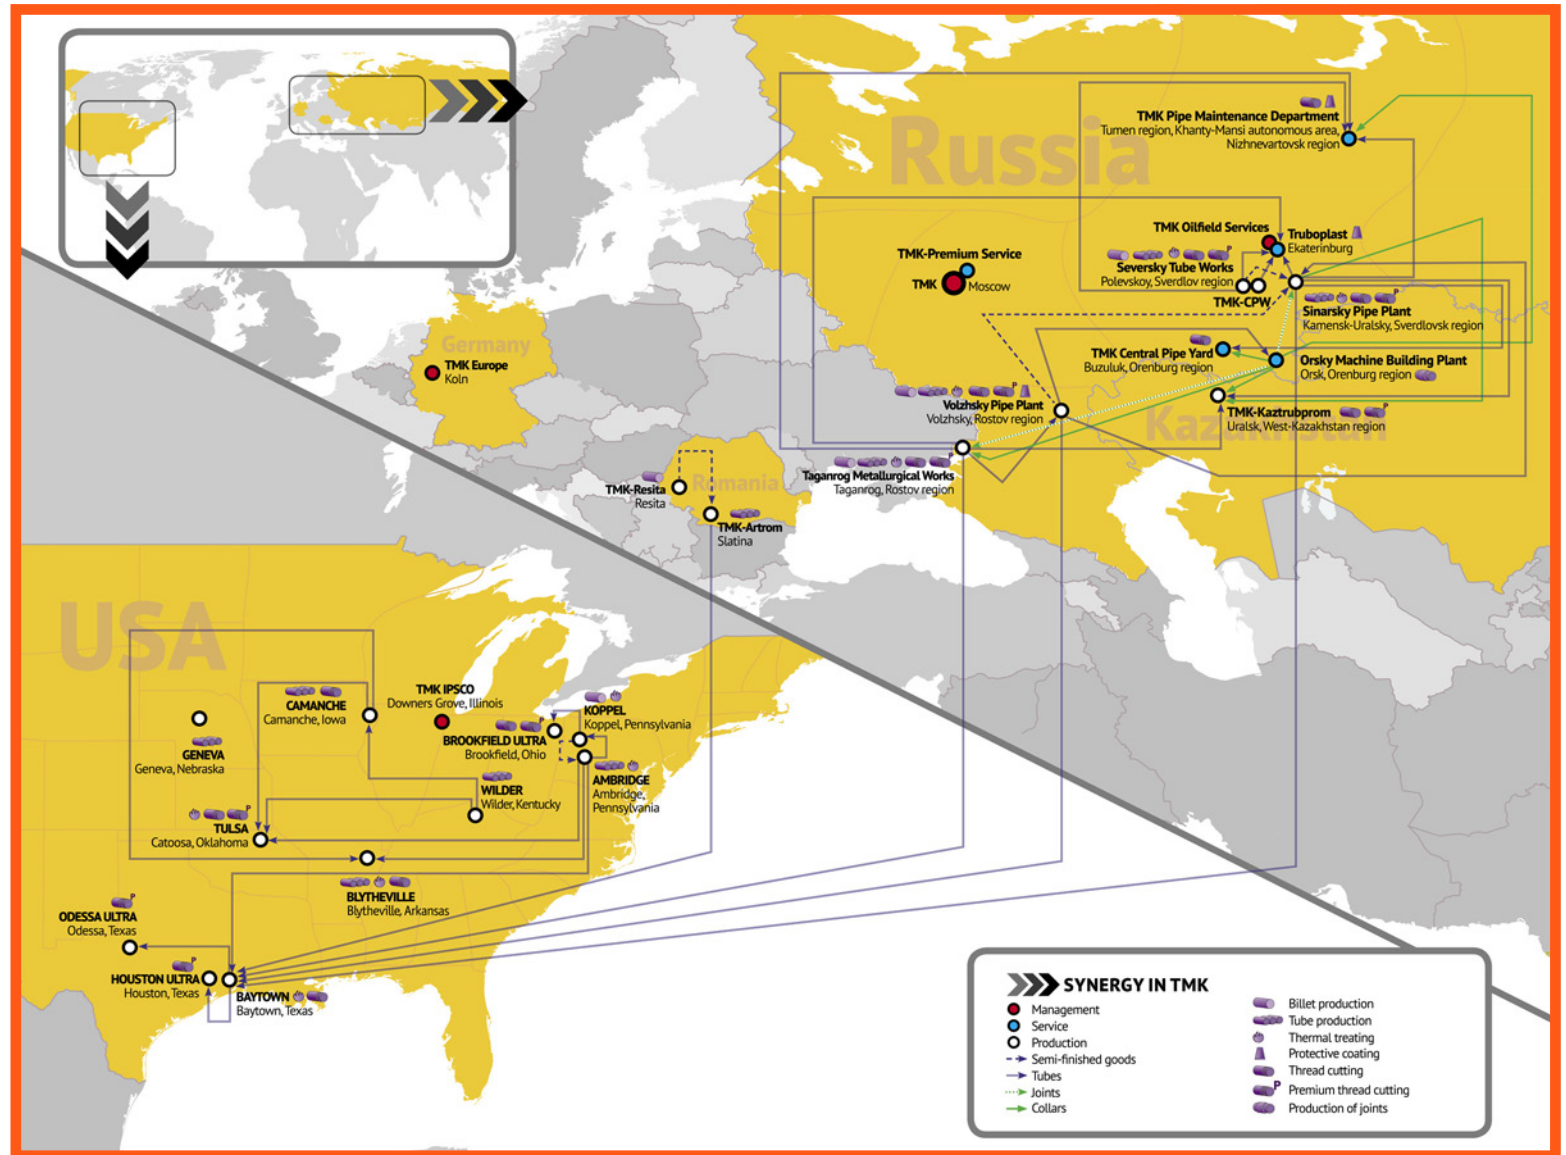 Russia
TMK Pipe Maintenance Department
Tumen region, Khanty-Mansi autonomous area,
Nizhnevartovsk region
TMK Oilfield Services
Truboplast
Ekaterinburg
P
Seversky Tube Works
Polevskoy, Sverdlov region
TMK-CPW
TMK-Premium Service
TMK
Moscow
P
Sinarsky Pipe Plant
Kamensk-Uralsky, Sverdlovsk region
TMK Central Pipe Yard
Buzuluk, Orenburg region
Orsky Machine Building Plant
Orsk, Orenburg region
P
Volzhsky Pipe Plant
Volzhsky, Rostov region
P
TMK-Kaztrubprom
Uralsk, West-Kazakhstan region
Kazakhstan
P
Taganrog Metallurgical Works
Taganrog, Rostov region
Germany
TMK Europe
Koln
Romania
TMK-Resita
Resita
TMK-Artrom
Slatina
USA
TMK IPSCO
Downers Grove, Illinois
CAMANCHE
Camanche, Iowa
KOPPEL
Koppel, Pennsylvania
P
BROOKFIELD ULTRA
Brookfield, Ohio
GENEVA
Geneva, Nebraska
AMBRIDGE
Ambridge,
Pennsylvania
WILDER
Wilder, Kentucky
P
TULSA
Catoosa, Oklahoma
BLYTHEVILLE
Blytheville, Arkansas
P
ODESSA ULTRA
Odessa, Texas
P
HOUSTON ULTRA
Houston, Texas
BAYTOWN
Baytown, Texas
SYNERGY IN TMK
Management
Service
Production
Semi-finished goods
Tubes
Joints
Collars
Billet production
Tube production
Thermal treating
Protective coating
Thread cutting
P
Premium thread cutting
Production of joints